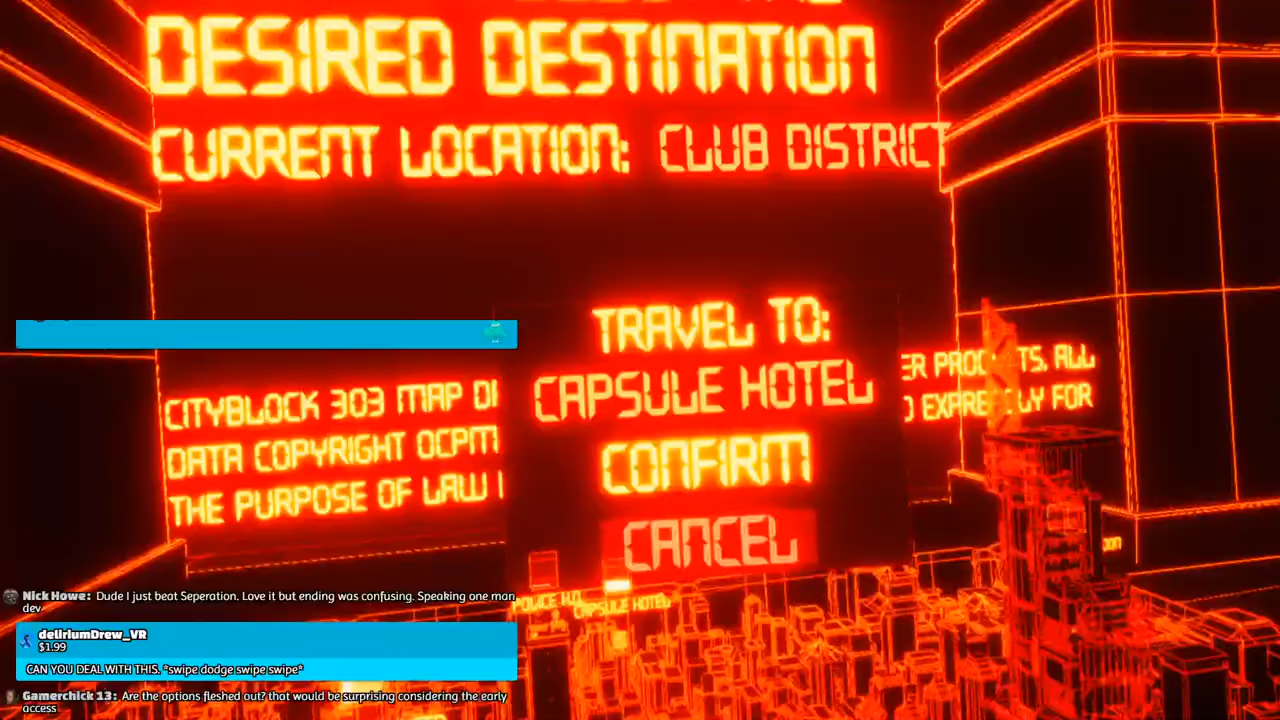 DESIRED DESTINATION
CURRENT LOCATION: CLUB DISTRICT
TRAVEL TO:
CAPSULE HOTEL
CONFIRM
CANCEL
CITYBLOCK 303 MAP DI
DATA COPYRIGHT OCPM
THE PURPOSE OF LAW
ER PRODUCTS, ALL
D EXPRESSLY FOR
POLICE H.Q.
CAPSULE HOTEL
Nick Howe: Dude I just beat Seperation. Love it but ending was confusing. Speaking one man
dev
deliriumDrew_VR
$1.99
CAN YOU DEAL WITH THIS. *swipe dodge swipe swipe*
Gamerchick 13: Are the options fleshed out? that would be surprising considering the early
access